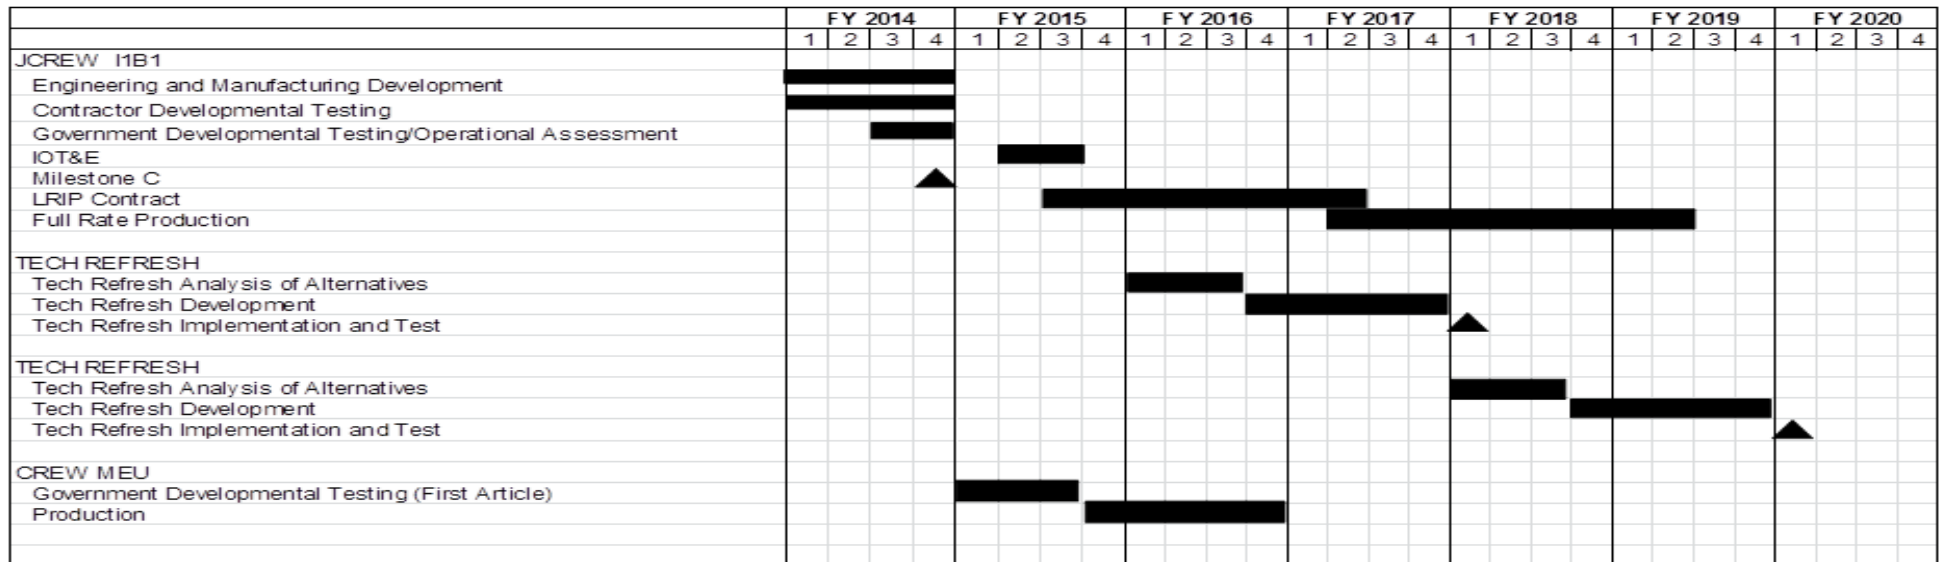 FY 2014 FY 2015 FY 2016 FY 2017 FY 2018 FY 2019 FY 2020
1 2 3 4 1 2 3 4 1 2 3 4 1 2 3 4 1 2 3 4 1 2 3 4 1 2 3 4
JCREW I1B1
Engineering and Manufacturing Development
Contractor Developmental Testing
Government Developmental Testing/Operational Assessment
IOT&E
Milestone C
LRIP Contract
Full Rate Production
TECH REFRESH
Tech Refresh Analysis of Alternatives
Tech Refresh Development
Tech Refresh Implementation and Test
TECH REFRESH
Tech Refresh Analysis of Alternatives
Tech Refresh Development
Tech Refresh Implementation and Test
CREW MEU
Government Developmental Testing (First Article)
Production